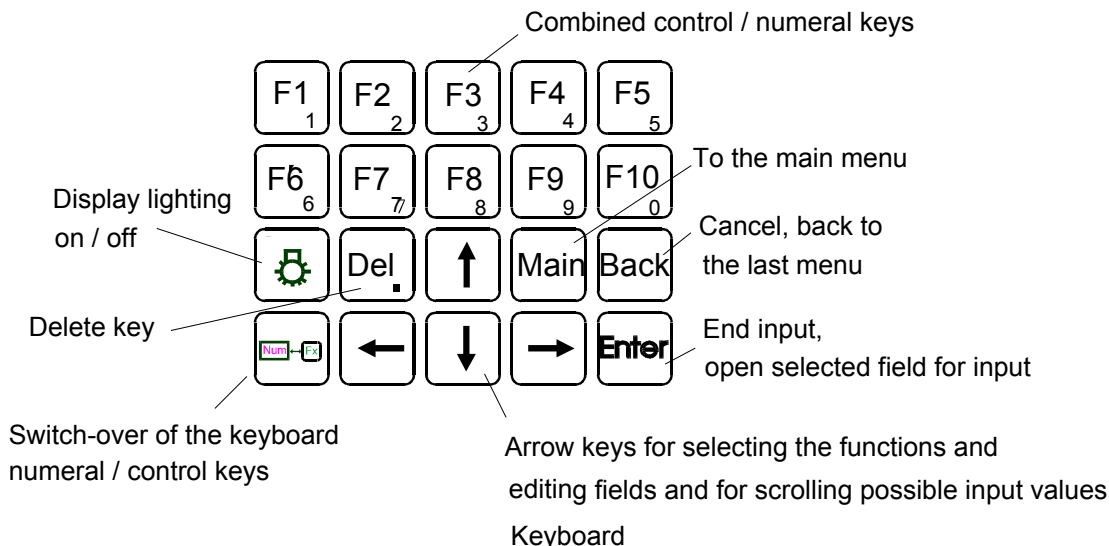 Combined control / numeral keys
F1 F2 F3 F4 F5
1 2 3 4 5
F6 F7 F8 F9 F10
6 7 8 9 0
To the main menu
Display lighting
on / off
Cancel, back to
the last menu
Del . Main Back
Delete key
End input,
open selected field for input
Num Fx Enter
Switch-over of the keyboard
numeral / control keys
Arrow keys for selecting the functions and
editing fields and for scrolling possible input values
Keyboard